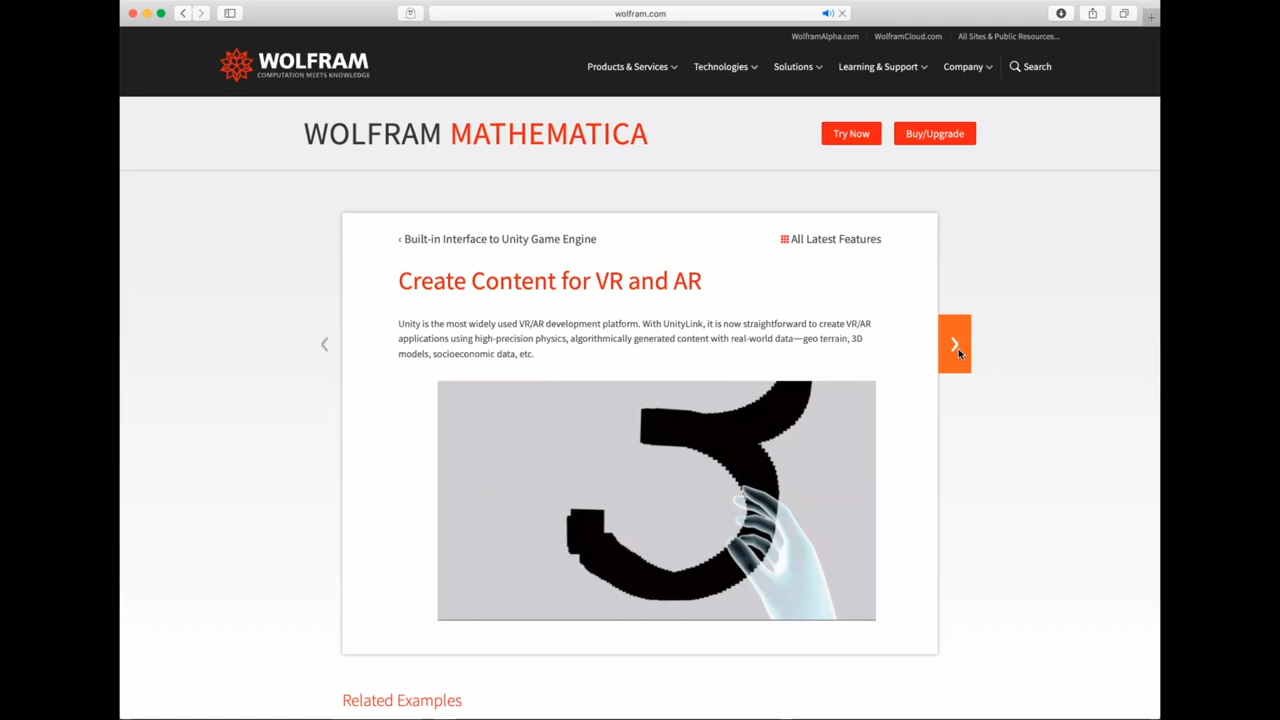 wolfram.com
WolframAlpha.com
WolframCloud.com
All Sites & Public Resources...
WOLFRAM
COMPUTATION MEETS KNOWLEDGE
Products & Services
Technologies
Solutions
Learning & Support
Company
Search
WOLFRAM MATHEMATICA
Try Now
Buy/Upgrade
‹ Built-in Interface to Unity Game Engine
All Latest Features
Create Content for VR and AR
Unity is the most widely used VR/AR development platform. With UnityLink, it is now straightforward to create VR/AR
applications using high-precision physics, algorithmically generated content with real-world data—geo terrain, 3D
models, socioeconomic data, etc.
3
Related Examples